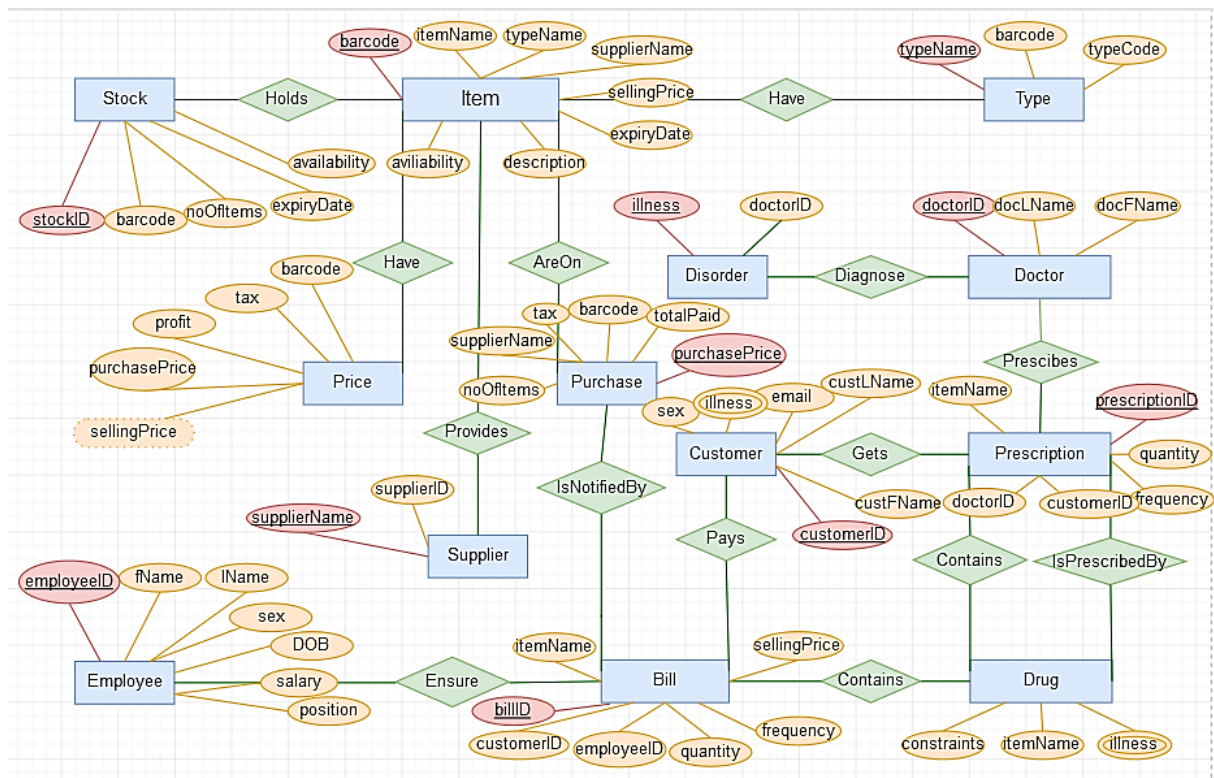 itemName
typeName
barcode
typeName
barcode
typeCode
supplierName
Stock
Holds
Item
sellingPrice
Have
Type
expiryDate
availability
aviliability
description
stockID
barcode
noOfItems
expiryDate
illness
doctorID
doctorID
docLName
docFName
Have
AreOn
Disorder
Diagnose
Doctor
barcode
tax
profit
purchasePrice
sellingPrice
Price
tax
barcode
totalPaid
supplierName
purchasePrice
noOfItems
Purchase
Prescibes
sex
illness
email
custLName
itemName
prescriptionID
Provides
Customer
Gets
Prescription
quantity
IsNotifiedBy
custFName
doctorID
customerID
frequency
supplierID
supplierName
Supplier
Pays
customerID
Contains
IsPrescribedBy
employeeID
fName
lName
sex
DOB
itemName
sellingPrice
Employee
salary
Ensure
Bill
Contains
Drug
position
billID
customerID
employeeID
quantity
frequency
constraints
itemName
illness